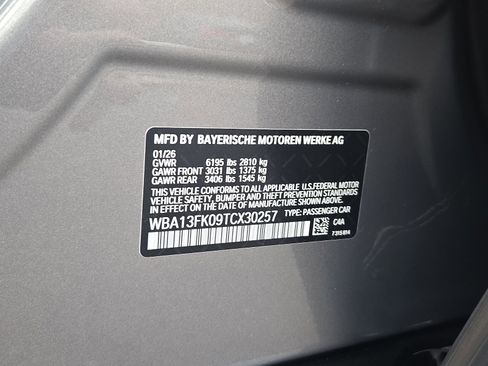 MFD BY BAYERISCHE MOTOREN WERKE AG
01/26
GVWR 6195 lbs 2810 kg
GAWR FRONT 3031 lbs 1375 kg
GAWR REAR 3406 lbs 1545 kg
THIS VEHICLE CONFORMS TO ALL APPLICABLE U.S. FEDERAL MOTOR
VEHICLE SAFETY, BUMPER AND THEFT PREVENTION STANDARDS
IN EFFECT ON THE DATE OF MANUFACTURE SHOWN ABOVE.
WBA13FK09TCX30257 TYPE: PASSENGER CAR
C4A
7315814